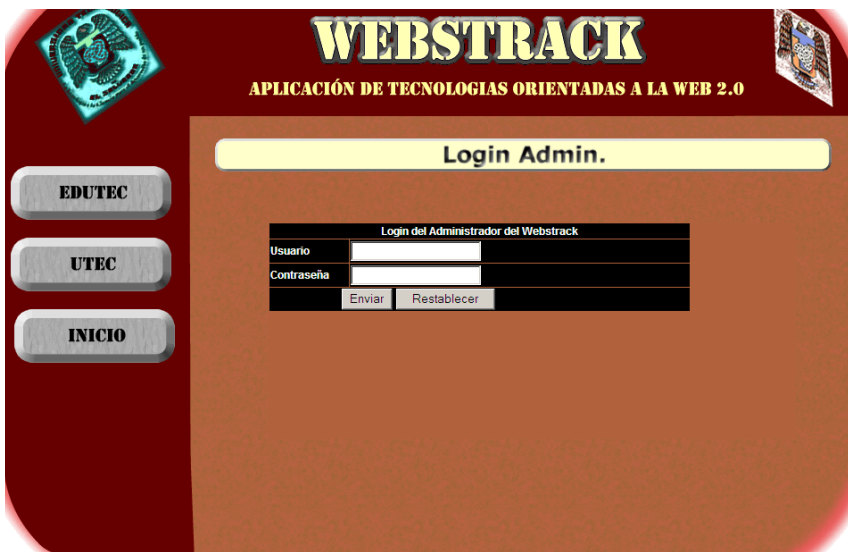 WEBSTRACK
APLICACIÓN DE TECNOLOGIAS ORIENTADAS A LA WEB 2.0
Login Admin.
EDUTEC
UTEC
INICIO
Login del Administrador del Webstrack
Usuario
Contraseña
Enviar Restablecer